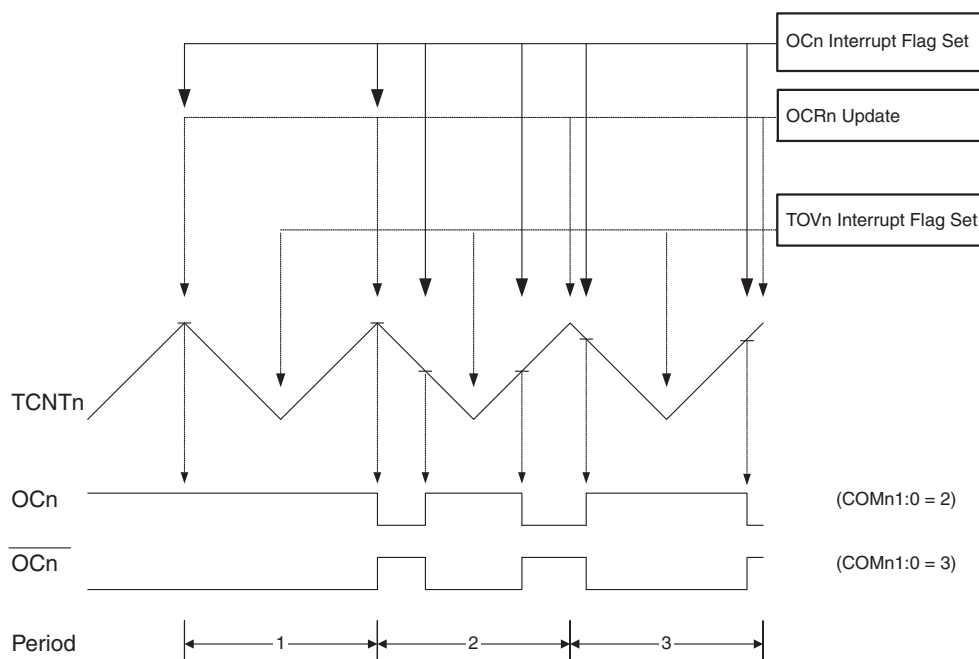 OCn Interrupt Flag Set
OCRn Update
TOVn Interrupt Flag Set
TCNTn
OCn (COMn1:0 = 2)
OCn (COMn1:0 = 3)
Period 1 2 3